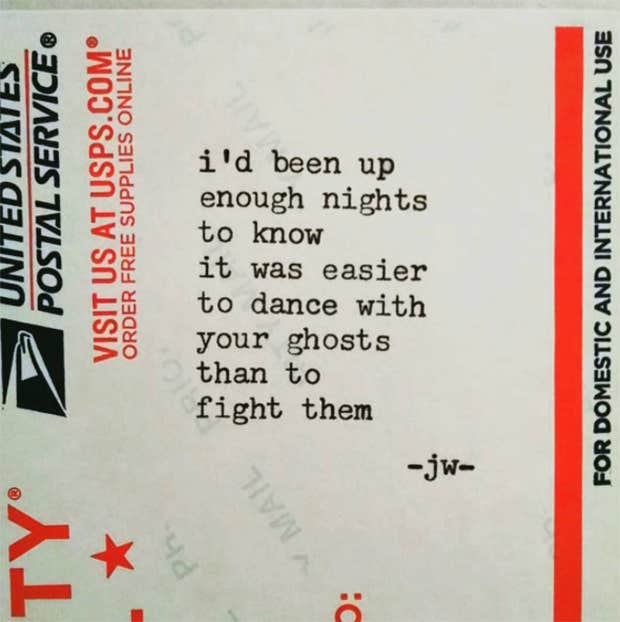 UNITED STATES
POSTAL SERVICE®
VISIT US AT USPS.COM®
ORDER FREE SUPPLIES ONLINE
i'd been up
enough nights
to know
it was easier
to dance with
your ghosts
than to
fight them
-jw-
FOR DOMESTIC AND INTERNATIONAL USE
TY®
O:
MAIL
Y MAIL